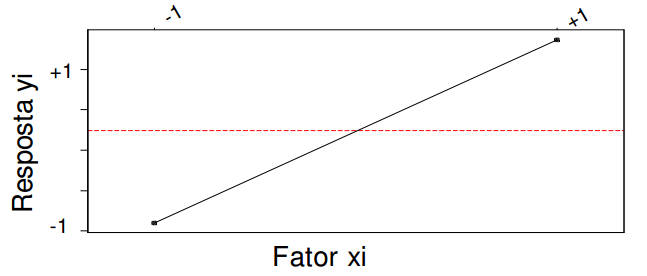 -1 +1
+1
Resposta yi
-1
Fator xi